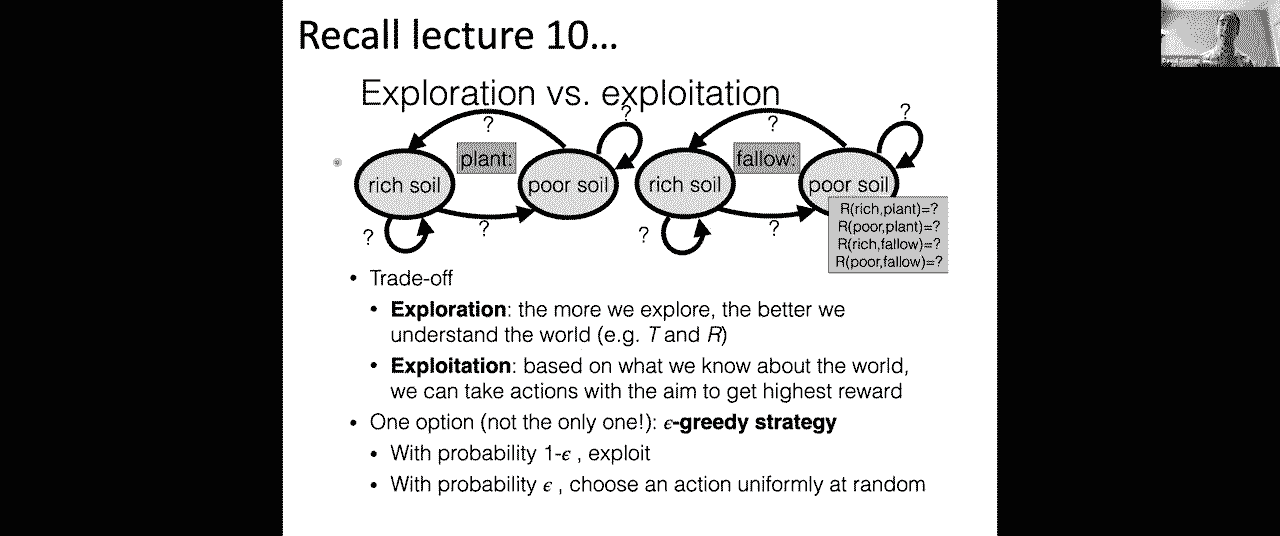 Recall lecture 10...
Exploration vs. exploitation
?
?
?
?
plant:
fallow:
rich soil
poor soil
rich soil
poor soil
R(rich,plant)=?
R(poor,plant)=?
R(rich,fallow)=?
R(poor,fallow)=?
?
?
?
?
• Trade-off
• Exploration: the more we explore, the better we
understand the world (e.g. T and R)
• Exploitation: based on what we know about the world,
we can take actions with the aim to get highest reward
• One option (not the only one!): ϵ-greedy strategy
• With probability 1-ϵ , exploit
• With probability ϵ , choose an action uniformly at random